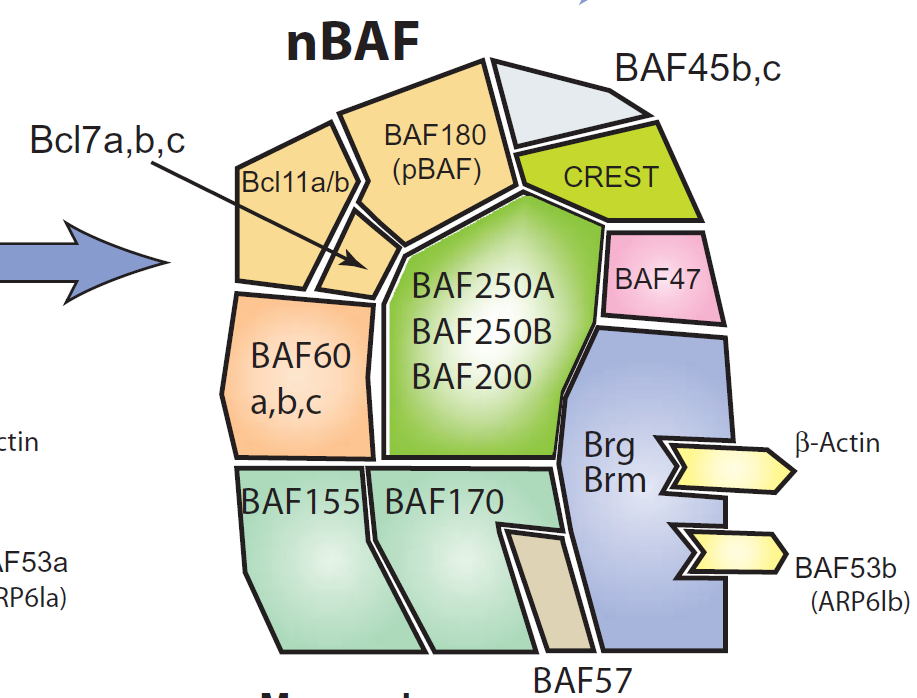 nBAF
BAF45b,c
Bcl7a,b,c
BAF180
(pBAF)
Bcl11a/b
CREST
BAF47
BAF250A
BAF250B
BAF200
BAF60
a,b,c
Brg
Brm
β-Actin
ctin
BAF155
BAF170
AF53a
RP6la)
BAF53b
(ARP6lb)
BAF57